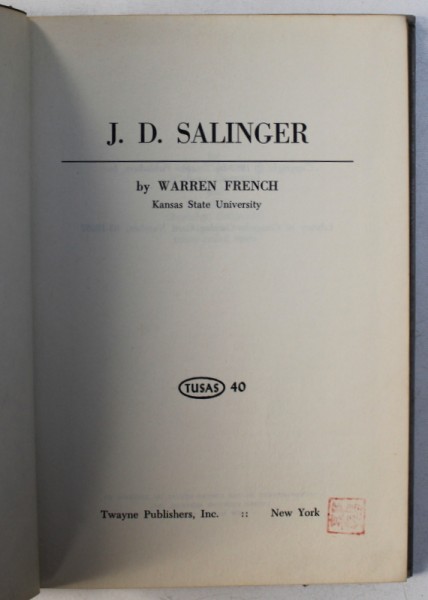 J. D. SALINGER
by WARREN FRENCH
Kansas State University
TUSAS 40
Twayne Publishers, Inc. :: New York